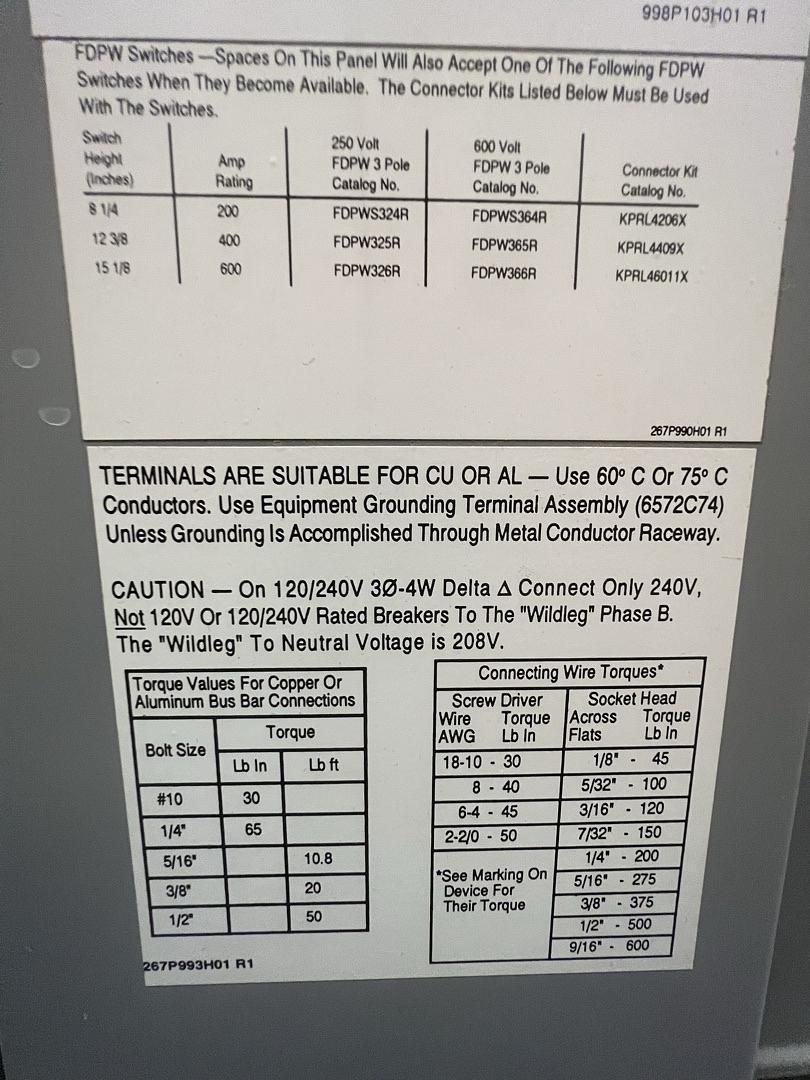 998P103H01 R1
FDPW Switches —Spaces On This Panel Will Also Accept One Of The Following FDPW
Switches When They Become Available. The Connector Kits Listed Below Must Be Used
With The Switches.
Switch Height (Inches) | Amp Rating | 250 Volt FDPW 3 Pole Catalog No. | 600 Volt FDPW 3 Pole Catalog No. | Connector Kit Catalog No.
8 1/4 | 200 | FDPWS324R | FDPWS364R | KPRL4206X
12 3/8 | 400 | FDPW325R | FDPW365R | KPRL4409X
15 1/8 | 600 | FDPW326R | FDPW366R | KPRL46011X
267P990H01 R1
TERMINALS ARE SUITABLE FOR CU OR AL — Use 60º C Or 75º C
Conductors. Use Equipment Grounding Terminal Assembly (6572C74)
Unless Grounding Is Accomplished Through Metal Conductor Raceway.
CAUTION — On 120/240V 3Ø-4W Delta Δ Connect Only 240V,
Not 120V Or 120/240V Rated Breakers To The "Wildleg" Phase B.
The "Wildleg" To Neutral Voltage is 208V.
Torque Values For Copper Or
Aluminum Bus Bar Connections
Bolt Size | Torque
Lb In | Lb ft
#10 | 30
1/4" | 65
5/16" | 10.8
3/8" | 20
1/2" | 50
267P993H01 R1
Connecting Wire Torques*
Screw Driver | Socket Head
Wire Torque | Across Torque
AWG Lb In | Flats Lb In
18-10 - 30 | 1/8" - 45
8 - 40 | 5/32" - 100
6-4 - 45 | 3/16" - 120
2-2/0 - 50 | 7/32" - 150
1/4" - 200
*See Marking On | 5/16" - 275
Device For
Their Torque | 3/8" - 375
1/2" - 500
9/16" - 600